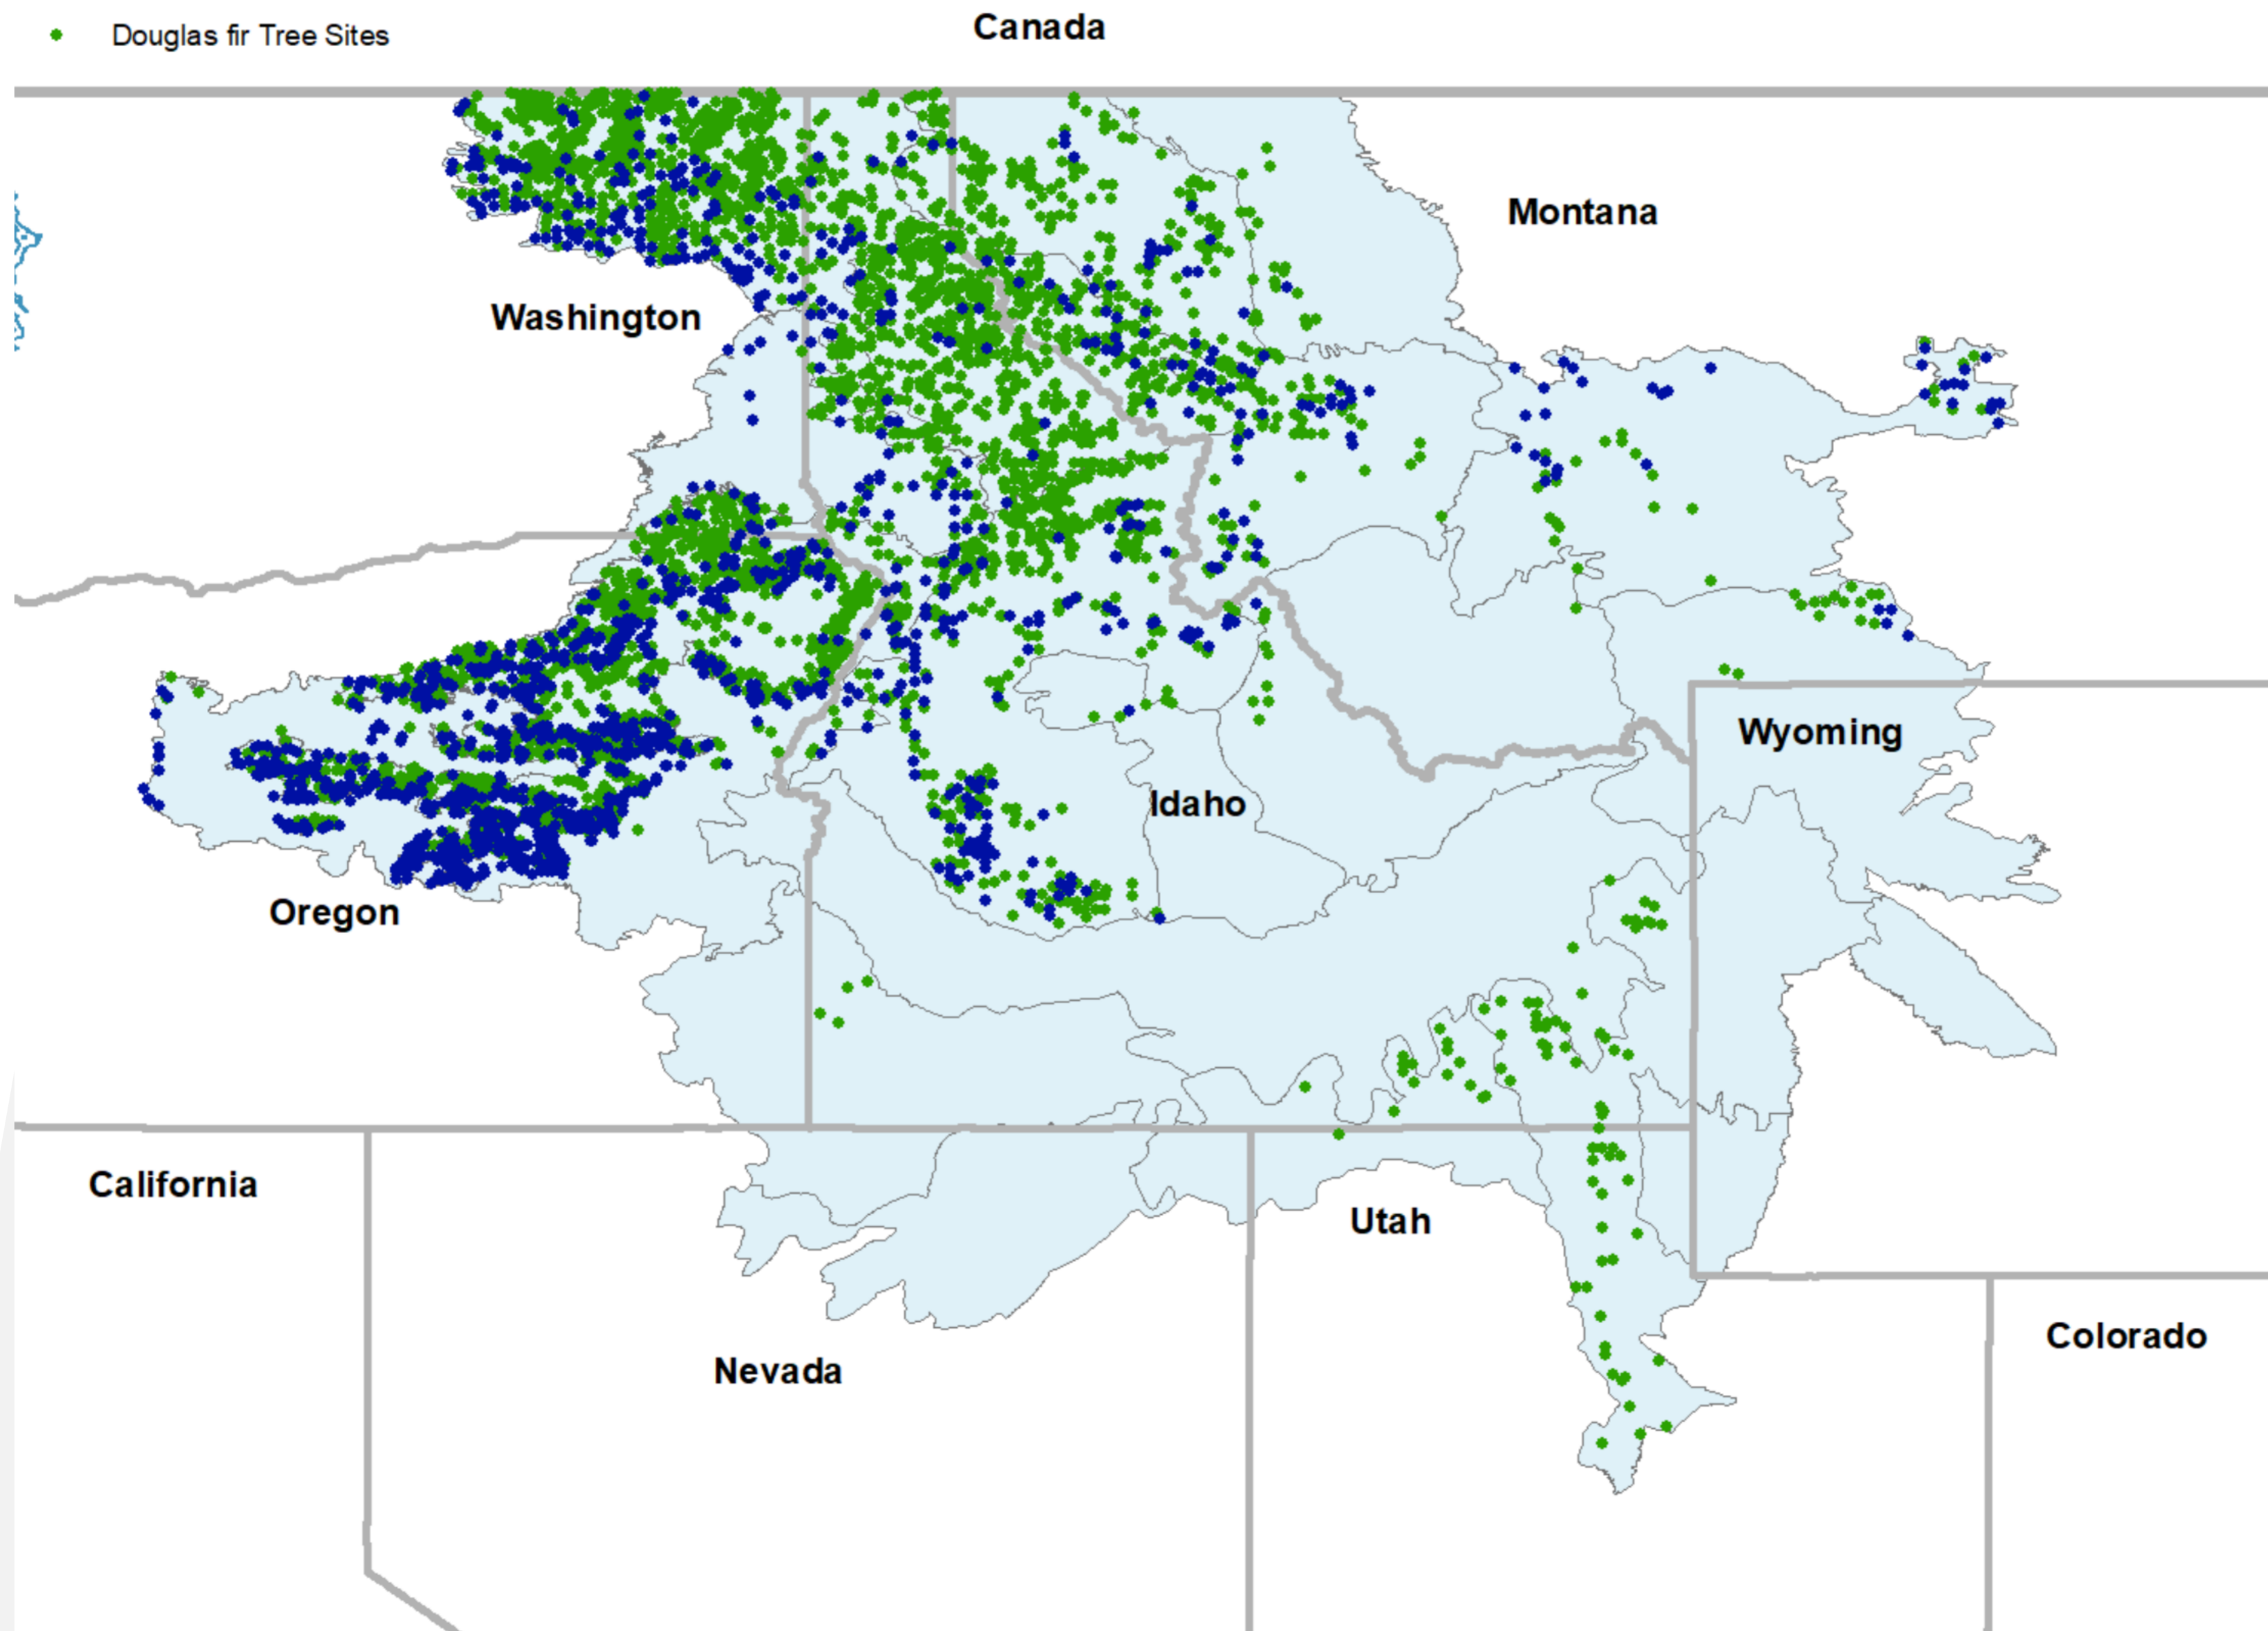 Canada
Douglas fir Tree Sites
Montana
Washington
Wyoming
Idaho
Oregon
California
Utah
Colorado
Nevada